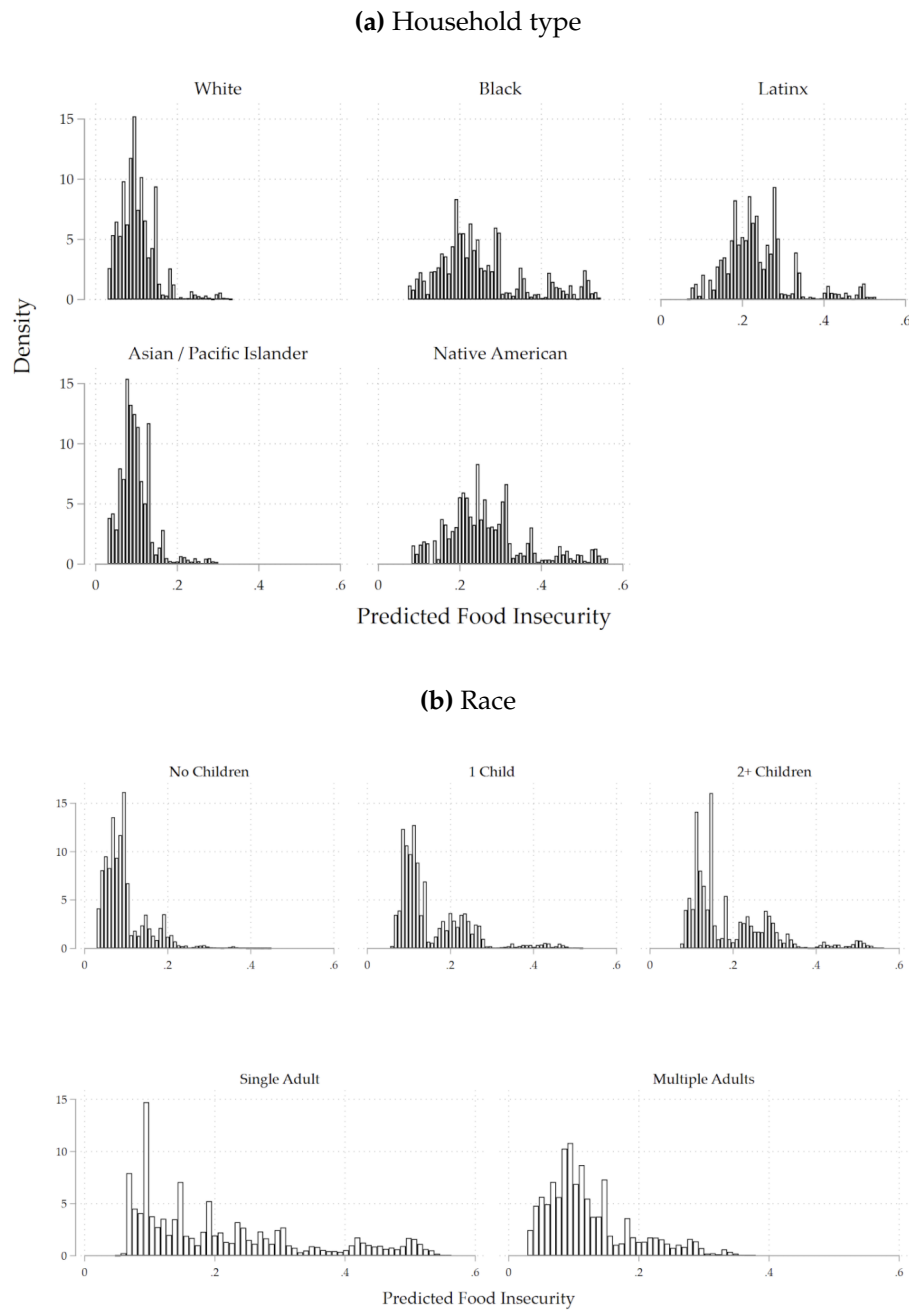 (a) Household type
White Black Latinx
15
10
5
0
0 .2 .4 .6
Density
Asian / Pacific Islander Native American
15
10
5
0
0 .2 .4 .6 0 .2 .4 .6
Predicted Food Insecurity
(b) Race
No Children 1 Child 2+ Children
15
10
5
0
0 .2 .4 .6 0 .2 .4 .6 0 .2 .4 .6
Single Adult Multiple Adults
15
10
5
0
0 .2 .4 .6 0 .2 .4 .6
Predicted Food Insecurity